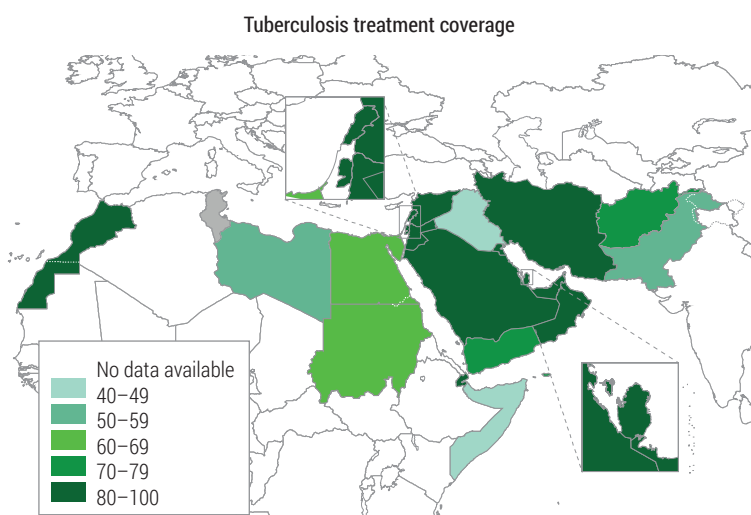 Tuberculosis treatment coverage
No data available
40–49
50–59
60–69
70–79
80–100